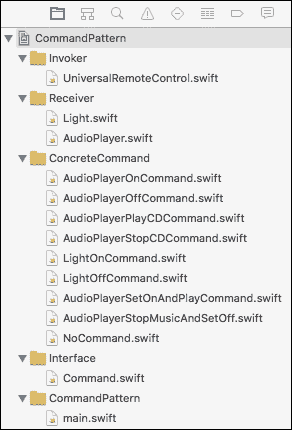 CommandPattern
Invoker
UniversalRemoteControl.swift
Receiver
Light.swift
AudioPlayer.swift
ConcreteCommand
AudioPlayerOnCommand.swift
AudioPlayerOffCommand.swift
AudioPlayerPlayCDCommand.swift
AudioPlayerStopCDCommand.swift
LightOnCommand.swift
LightOffCommand.swift
AudioPlayerSetOnAndPlayCommand.swift
AudioPlayerStopMusicAndSetOff.swift
NoCommand.swift
Interface
Command.swift
CommandPattern
main.swift